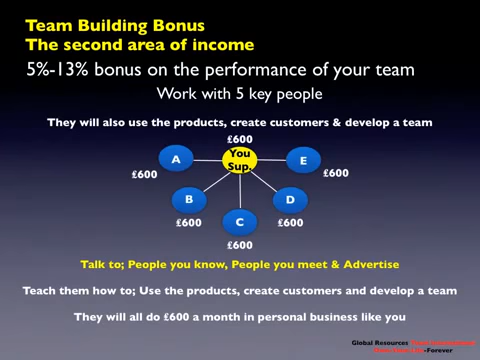 Team Building Bonus
The second area of income
5%-13% bonus on the performance of your team
Work with 5 key people
They will also use the products, create customers & develop a team
£600
A
You
Sup.
E
£600
£600
B
D
£600
C
£600
£600
Talk to; People you know, People you meet & Advertise
Teach them how to; Use the products, create customers and develop a team
They will all do £600 a month in personal business like you
Global Resources
-Forever